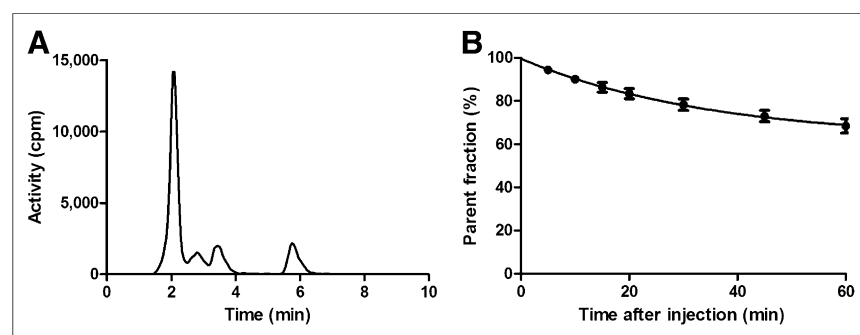 A
15,000
10,000
5,000
0
Activity (cpm)
0 2 4 6 8 10
Time (min)
B
100
80
60
40
20
0
Parent fraction (%)
0 20 40 60
Time after injection (min)